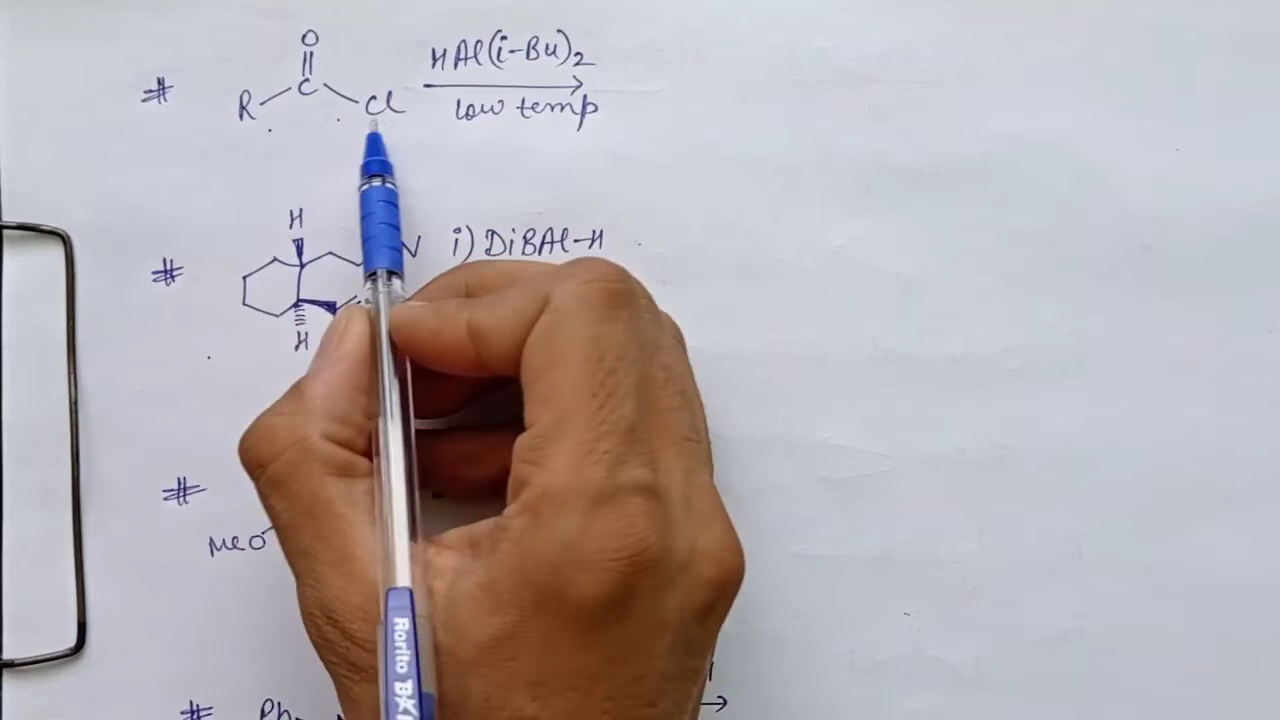 O
HAl(i-Bu)₂
# R C Cl
low temp
H
# N i) DiBAl-H
H
#
MeO
# Ph
Rorito